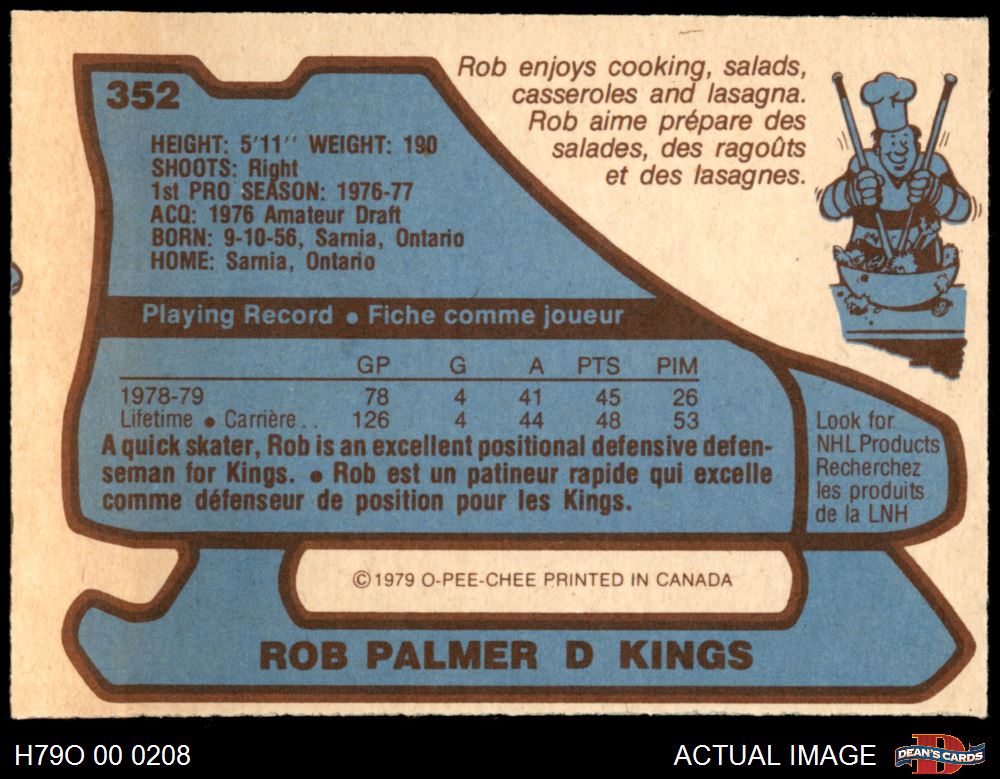 352
Rob enjoys cooking, salads,
casseroles and lasagna.
Rob aime prépare des
salades, des ragoûts
et des lasagnes.
HEIGHT: 5'11'' WEIGHT: 190
SHOOTS: Right
1st PRO SEASON: 1976-77
ACQ: 1976 Amateur Draft
BORN: 9-10-56, Sarnia, Ontario
HOME: Sarnia, Ontario
Playing Record • Fiche comme joueur
GP G A PTS PIM
1978-79 78 4 41 45 26
Lifetime • Carrière.. 126 4 44 48 53
A quick skater, Rob is an excellent positional defensive defen-
seman for Kings. • Rob est un patineur rapide qui excelle
comme défenseur de position pour les Kings.
Look for
NHL Products
Recherchez
les produits
de la LNH
© 1979 O-PEE-CHEE PRINTED IN CANADA
ROB PALMER D KINGS
H79O 00 0208
ACTUAL IMAGE
DEAN'S CARDS